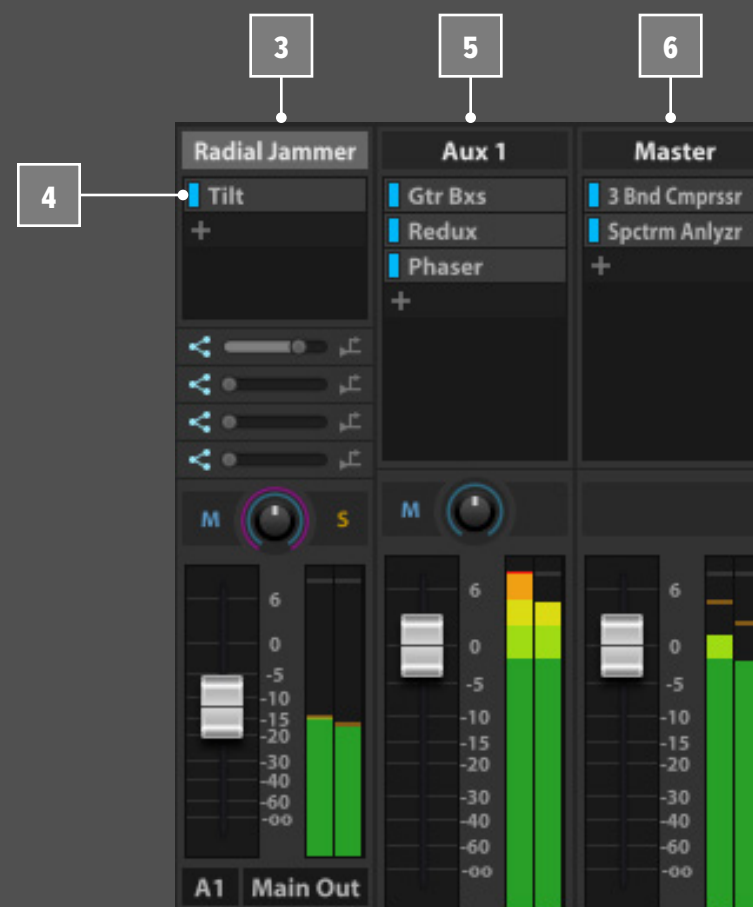 3
5
6
4
Radial Jammer
Tilt
+
M
S
6
0
-5
-10
-15
-20
-30
-40
-60
-oo
A1
Main Out
Aux 1
Gtr Bxs
Redux
Phaser
+
M
6
0
-5
-10
-15
-20
-30
-40
-60
-oo
Master
3 Bnd Cmprssr
Spctrm Anlyzr
+
6
0
-5
-10
-15
-20
-30
-40
-60
-oo